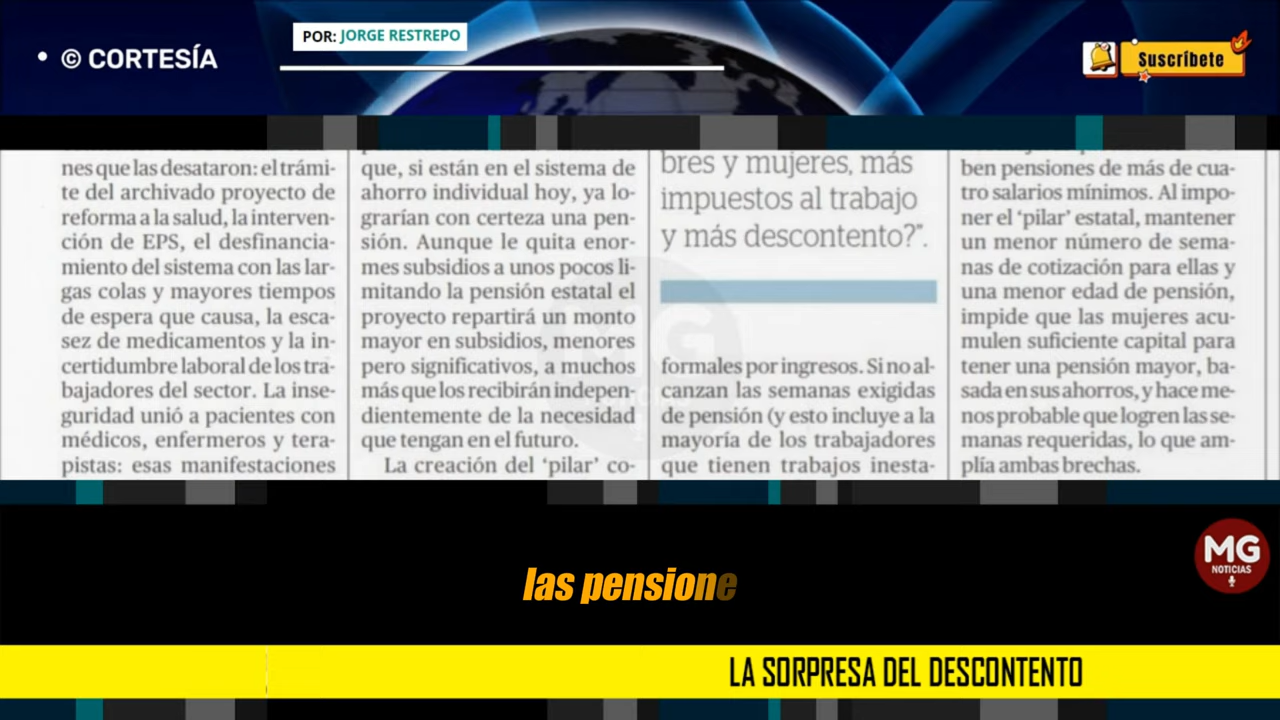 • © CORTESÍA
POR: JORGE RESTREPO
Suscríbete
nes que las desataron: el trámi-
te del archivado proyecto de
reforma a la salud, la interven-
ción de EPS, el desfinancia-
miento del sistema con las lar-
gas colas y mayores tiempos
de espera que causa, la esca-
sez de medicamentos y la in-
certidumbre laboral de los tra-
bajadores del sector. La inse-
guridad unió a pacientes con
médicos, enfermeros y tera-
pistas: esas manifestaciones
que, si están en el sistema de
ahorro individual hoy, ya lo-
grarían con certeza una pen-
sión. Aunque le quita enor-
mes subsidios a unos pocos li-
mitando la pensión estatal el
proyecto repartirá un monto
mayor en subsidios, menores
pero significativos, a muchos
más que los recibirán indepen-
dientemente de la necesidad
que tengan en el futuro.
La creación del ‘pilar’ co-
bres y mujeres, más
impuestos al trabajo
y más descontento?”.
formales por ingresos. Si no al-
canzan las semanas exigidas
de pensión (y esto incluye a la
mayoría de los trabajadores
que tienen trabajos inesta-
ben pensiones de más de cua-
tro salarios mínimos. Al impo-
ner el ‘pilar’ estatal, mantener
un menor número de sema-
nas de cotización para ellas y
una menor edad de pensión,
impide que las mujeres acu-
mulen suficiente capital para
tener una pensión mayor, ba-
sada en sus ahorros, y hace me-
nos probable que logren las se-
manas requeridas, lo que am-
plía ambas brechas.
MG
las pensione
MG
NOTICIAS
LA SORPRESA DEL DESCONTENTO